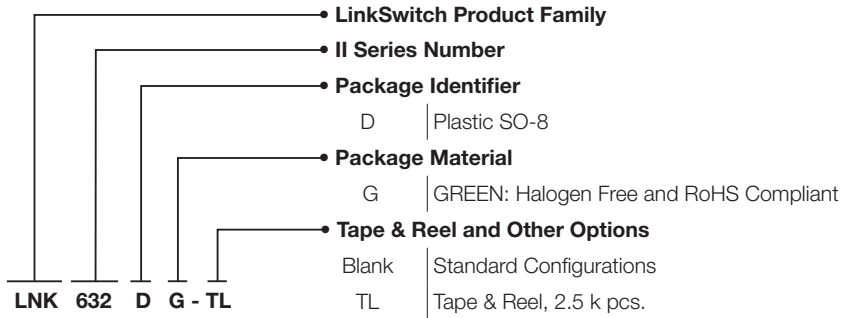 LinkSwitch Product Family
II Series Number
Package Identifier
D Plastic SO-8
Package Material
G GREEN: Halogen Free and RoHS Compliant
Tape & Reel and Other Options
Blank Standard Configurations
TL Tape & Reel, 2.5 k pcs.
LNK 632 D G - TL